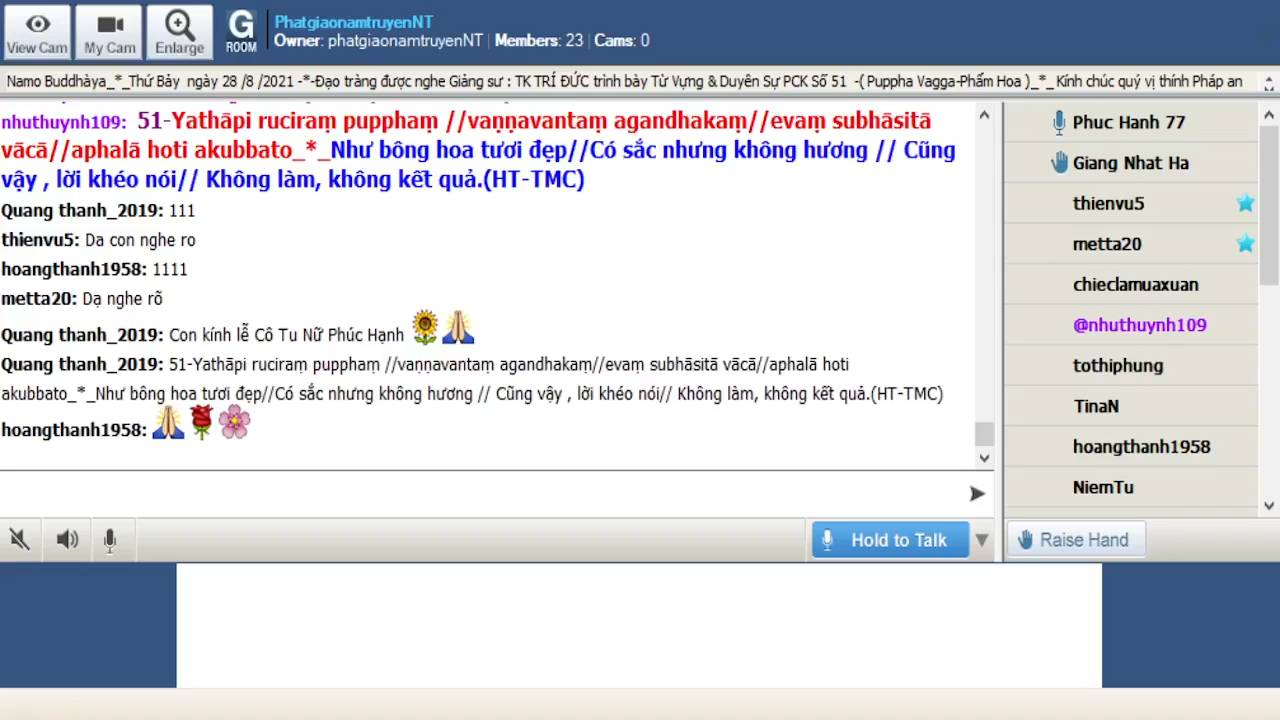 View Cam
My Cam
Enlarge
G
ROOM
PhatgiaonamtruyenNT
Owner: phatgiaonamtruyenNT | Members: 23 | Cams: 0
Namo Buddhàya_*_Thứ Bảy ngày 28 /8 /2021 -*-Đạo tràng được nghe Giảng sư : TK TRÍ ĐỨC trình bày Từ Vựng & Duyên Sự PCK Số 51 -( Puppha Vagga-Phẩm Hoa )_*_Kính chúc quý vị thính Pháp an
nhuthuynh109: 51-Yathāpi ruciraṃ pupphaṃ //vaṇṇavantaṃ agandhakaṃ//evaṃ subhāsitā
vācā//aphalā hoti akubbato_*_Như bông hoa tươi đẹp//Có sắc nhưng không hương // Cũng
vậy , lời khéo nói// Không làm, không kết quả.(HT-TMC)
Quang thanh_2019: 111
thienvu5: Da con nghe ro
hoangthanh1958: 1111
metta20: Dạ nghe rõ
Quang thanh_2019: Con kính lễ Cô Tu Nữ Phúc Hạnh
Quang thanh_2019: 51-Yathāpi ruciraṃ pupphaṃ //vaṇṇavantaṃ agandhakaṃ//evaṃ subhāsitā vācā//aphalā hoti
akubbato_*_Như bông hoa tươi đẹp//Có sắc nhưng không hương // Cũng vậy , lời khéo nói// Không làm, không kết quả.(HT-TMC)
hoangthanh1958:
Phuc Hanh 77
Giang Nhat Ha
thienvu5
metta20
chieclamuaxuan
@nhuthuynh109
tothiphung
TinaN
hoangthanh1958
NiemTu
Hold to Talk
Raise Hand